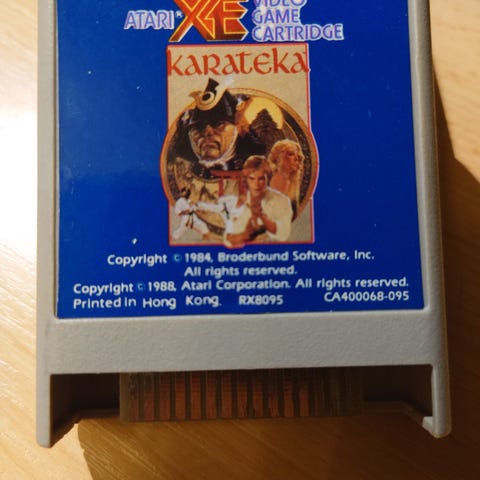 VIDEO
ATARI® XE GAME
CARTRIDGE
KARATEKA
Copyright © 1984, Broderbund Software, Inc.
All rights reserved.
Copyright © 1988, Atari Corporation. All rights reserved.
Printed in Hong Kong. RX8095 CA400068-095